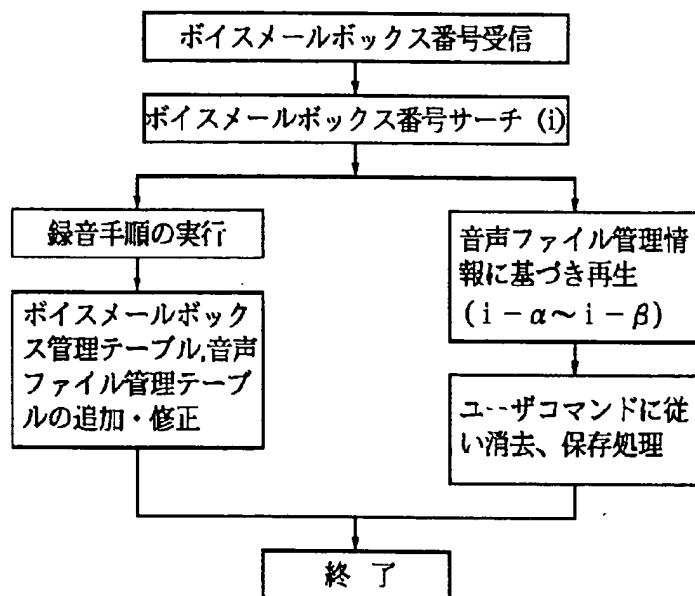 ボイスメールボックス番号受信
ボイスメールボックス番号サーチ (i)
録音手順の実行
ボイスメールボック
ス管理テーブル,音声
ファイル管理テーブ
ルの追加・修正
音声ファイル管理情
報に基づき再生
(i-α～i-β)
ユーザコマンドに従
い消去、保存処理
終 了